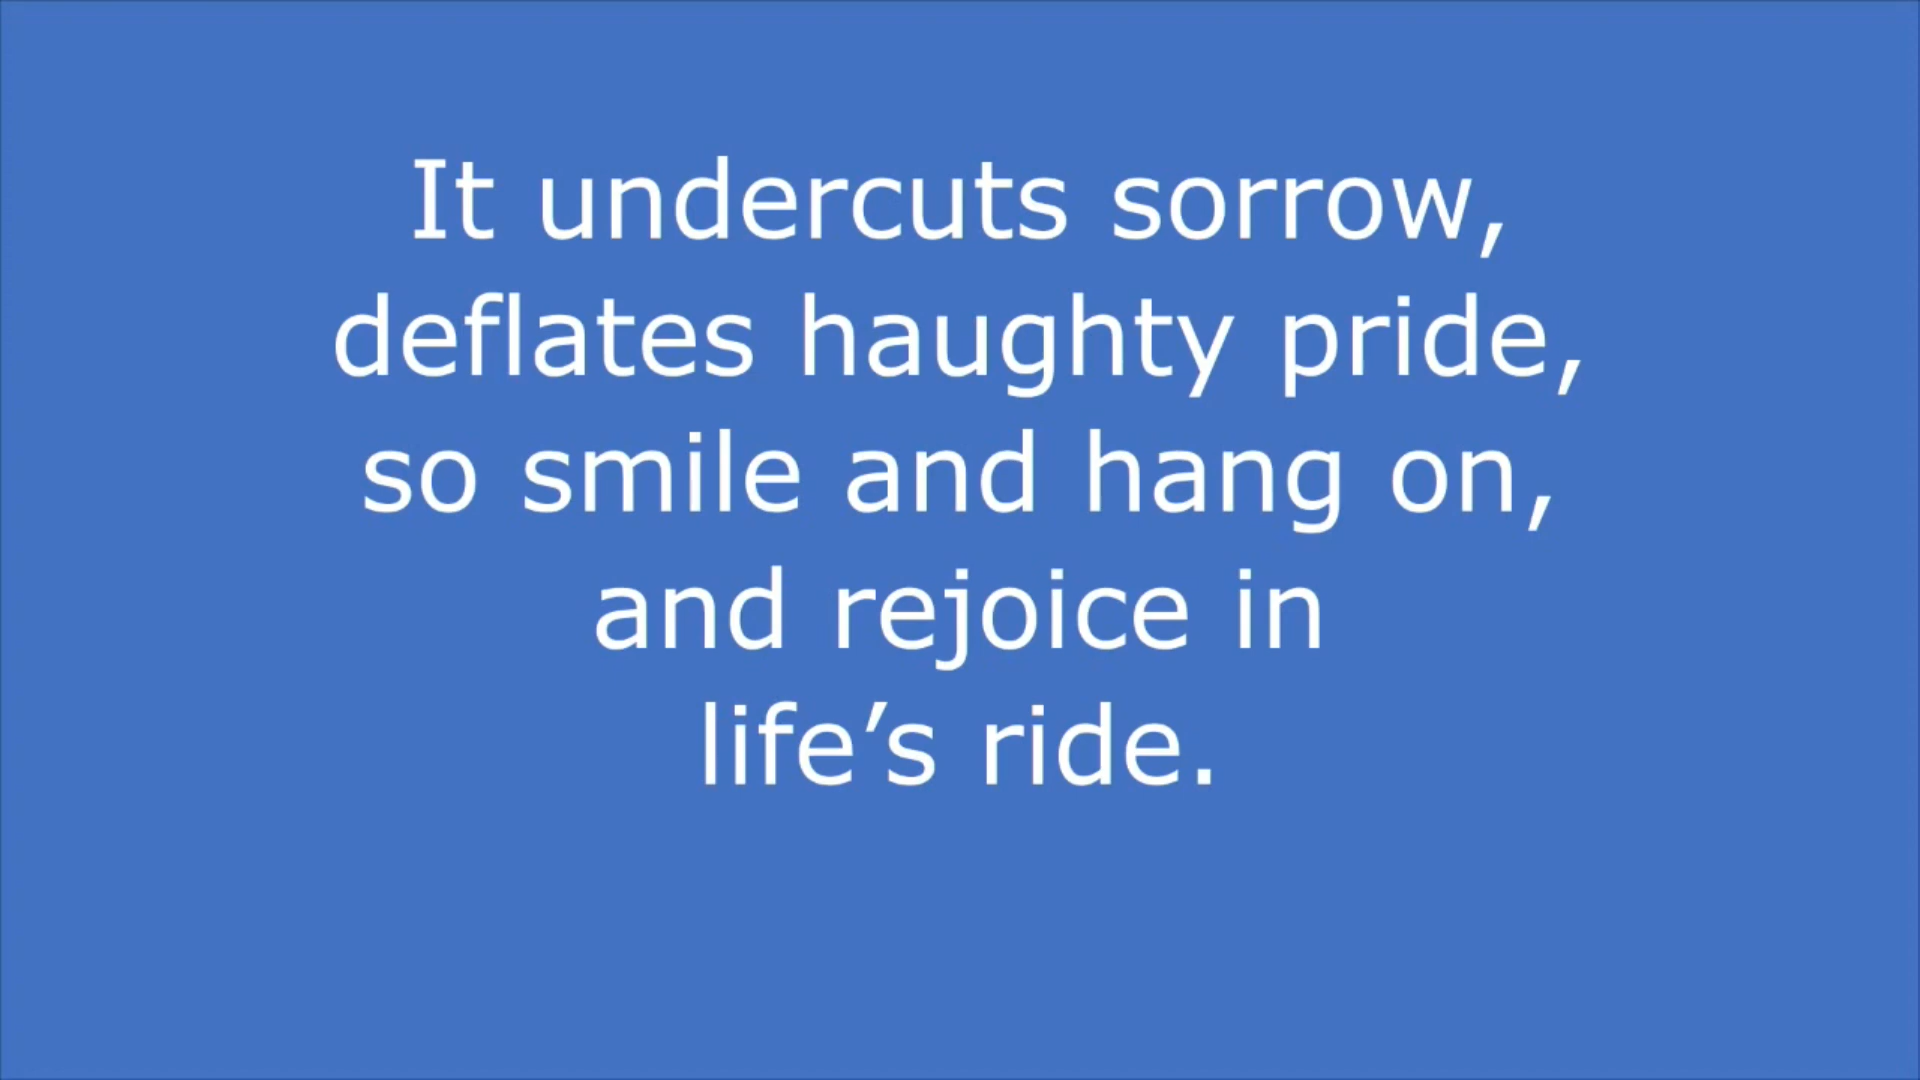 It undercuts sorrow,
deflates haughty pride,
so smile and hang on,
and rejoice in
life’s ride.